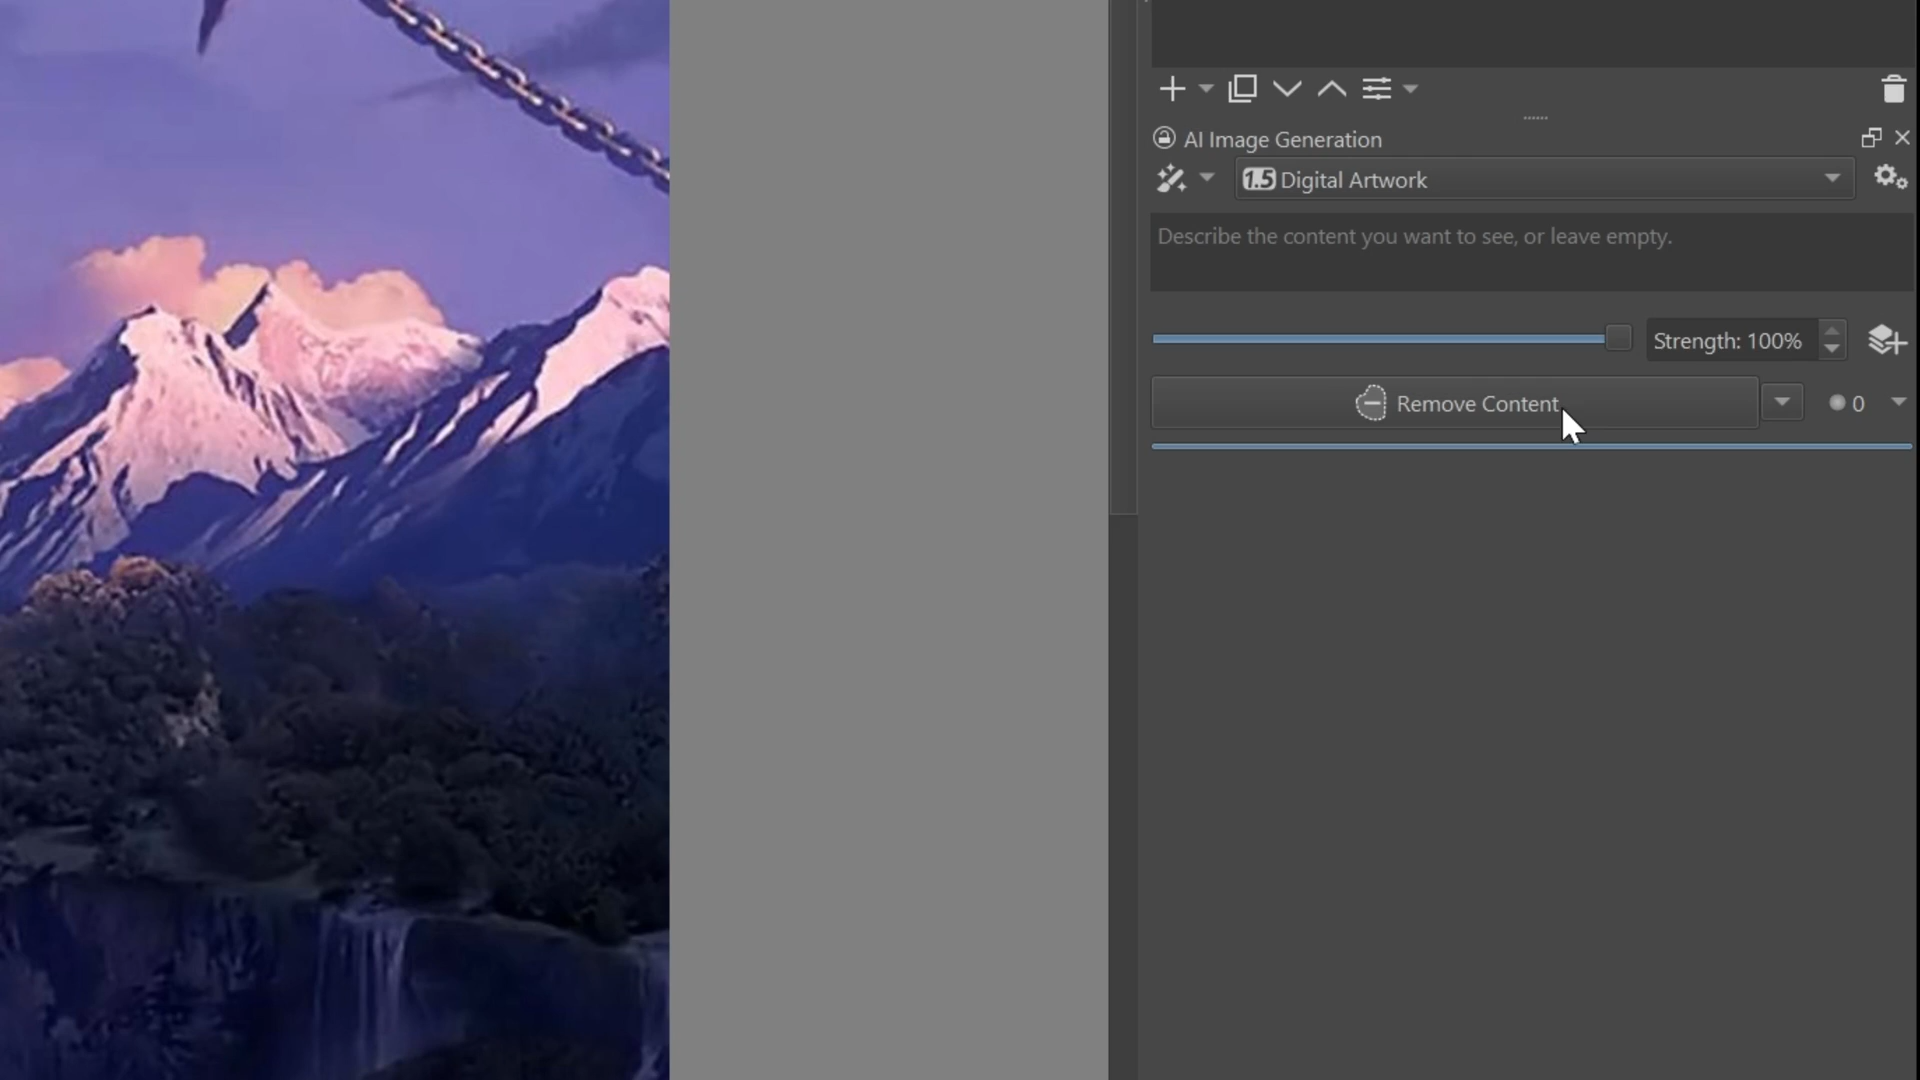 AI Image Generation
1.5 Digital Artwork
Describe the content you want to see, or leave empty.
Strength: 100%
Remove Content
0